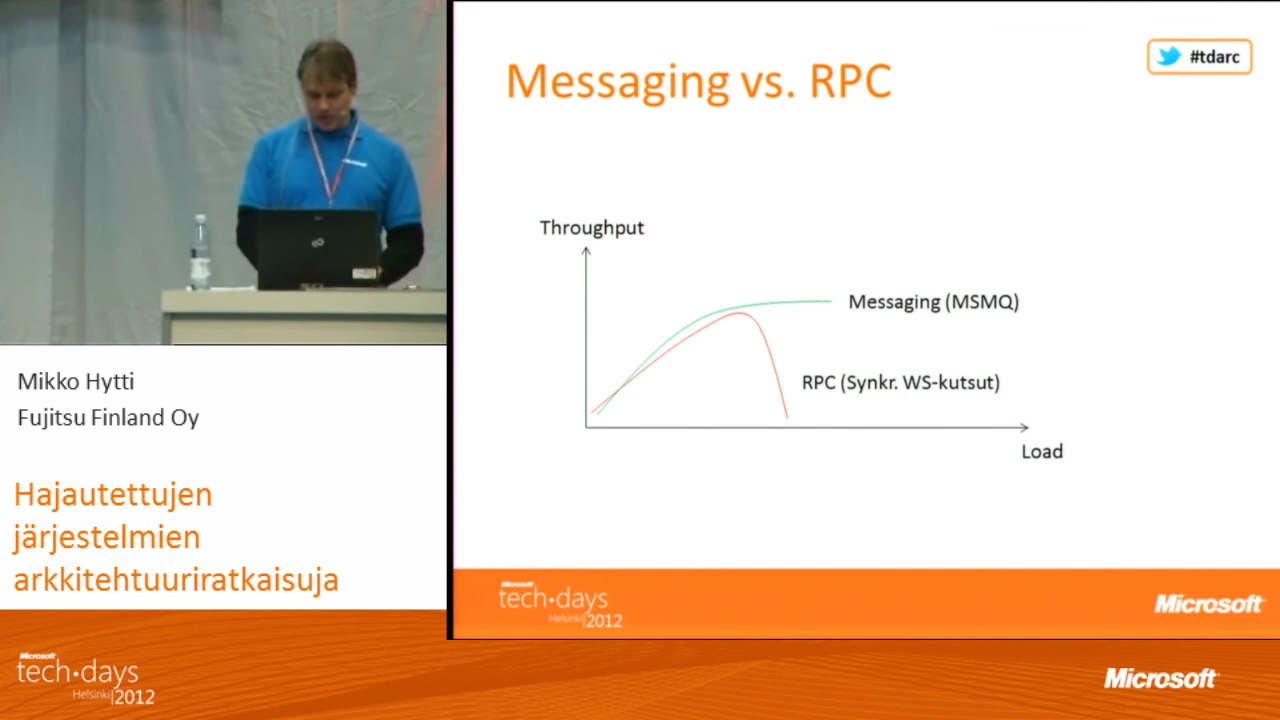 Messaging vs. RPC
#tdarc
Throughput
Messaging (MSMQ)
RPC (Synkr. WS-kutsut)
Load
Microsoft
tech•days
Helsinki|2012
Microsoft
Mikko Hytti
Fujitsu Finland Oy
Hajautettujen
järjestelmien
arkkitehtuuriratkaisuja
Microsoft
tech•days
Helsinki|2012
Microsoft